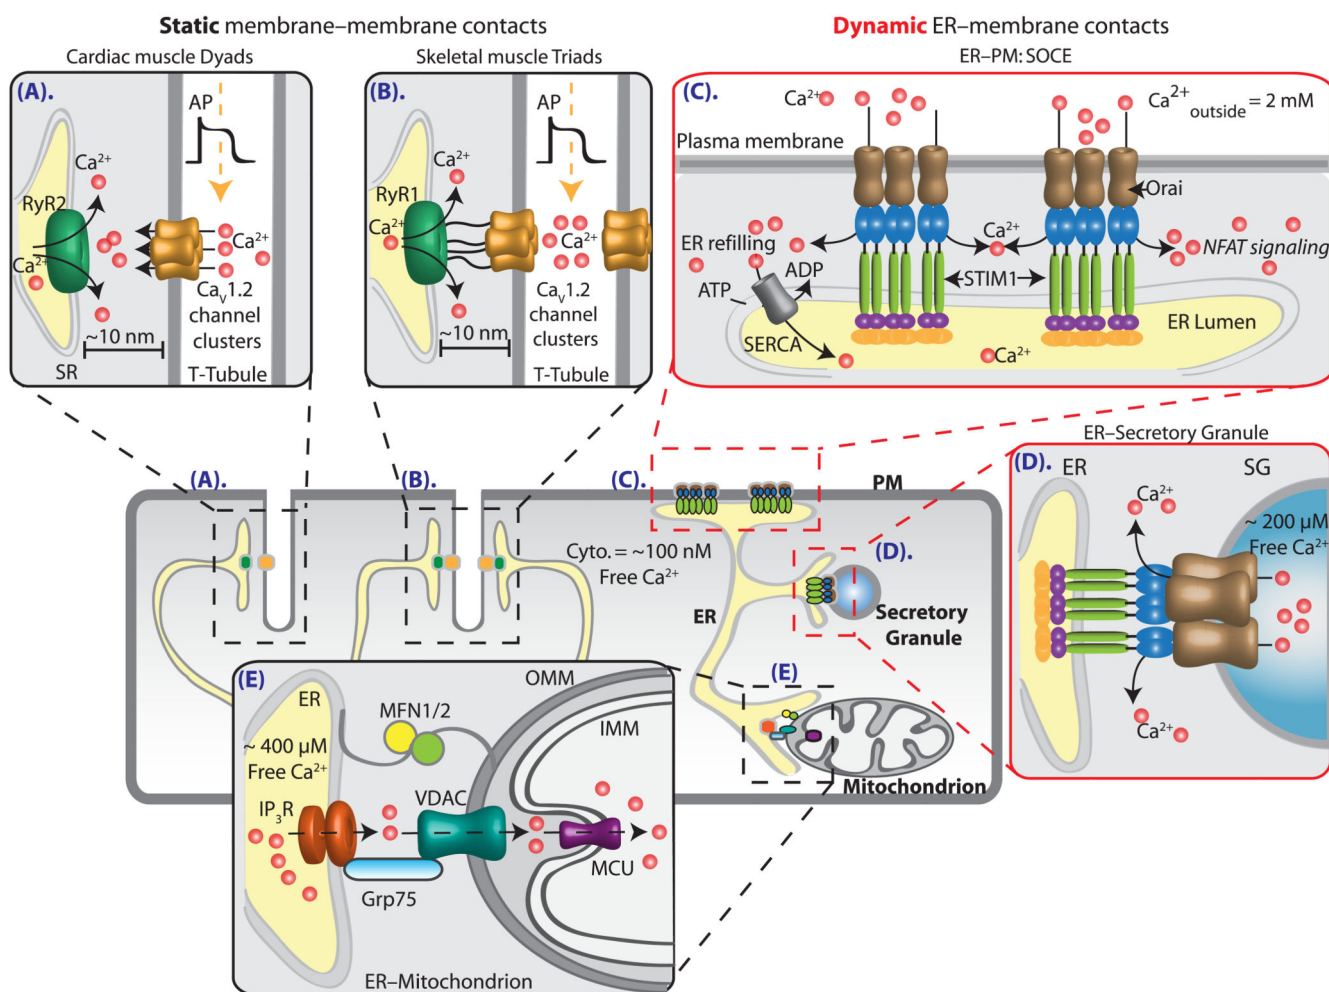 Static membrane–membrane contacts
Dynamic ER–membrane contacts
Cardiac muscle Dyads
Skeletal muscle Triads
ER–PM: SOCE
(A).
AP
Ca²⁺
RyR2
Ca²⁺
Ca²⁺
Caᵥ1.2
channel
clusters
~10 nm
SR
T-Tubule
(B).
AP
Ca²⁺
RyR1
Ca²⁺
Ca²⁺
Caᵥ1.2
channel
clusters
~10 nm
T-Tubule
(C).
Ca²⁺
Ca²⁺ outside = 2 mM
Plasma membrane
Orai
Ca²⁺
ER refilling
NFAT signaling
ADP
ATP
STIM1
ER Lumen
SERCA
Ca²⁺
(A).
(B).
(C).
PM
Cyto. = ~100 nM
Free Ca²⁺
(D).
ER
Secretory
Granule
(E)
Mitochondrion
ER–Secretory Granule
(D).
ER
SG
Ca²⁺
~ 200 µM
Free Ca²⁺
Ca²⁺
(E)
OMM
ER
MFN1/2
IMM
~ 400 µM
Free Ca²⁺
VDAC
IP₃R
MCU
Grp75
ER–Mitochondrion